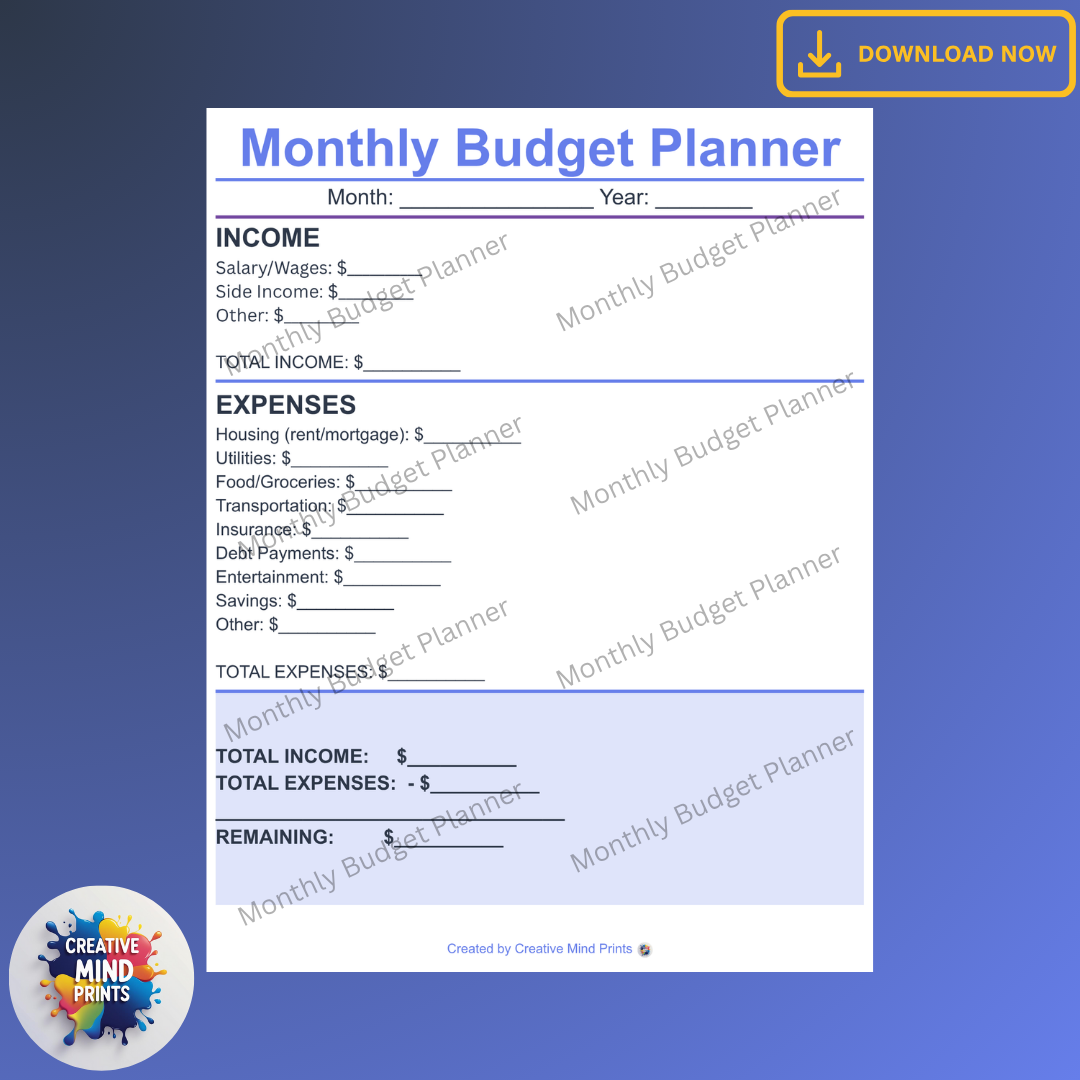 DOWNLOAD NOW
Monthly Budget Planner
Month: __________________ Year: _________
INCOME
Salary/Wages: $________
Side Income: $________
Other: $________
TOTAL INCOME: $__________
EXPENSES
Housing (rent/mortgage): $__________
Utilities: $__________
Food/Groceries: $__________
Transportation: $__________
Insurance: $__________
Debt Payments: $__________
Entertainment: $__________
Savings: $__________
Other: $__________
TOTAL EXPENSES: $__________
TOTAL INCOME: $__________
TOTAL EXPENSES: - $__________
________________________________
REMAINING: $__________
Monthly Budget Planner
Monthly Budget Planner
Monthly Budget Planner
Monthly Budget Planner
Monthly Budget Planner
Monthly Budget Planner
Monthly Budget Planner
Monthly Budget Planner
Created by Creative Mind Prints
CREATIVE
MIND
PRINTS